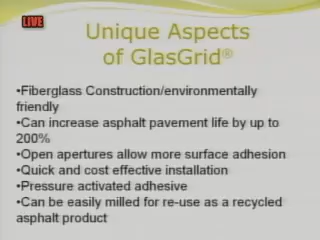 LIVE
Unique Aspects
of GlasGrid®
•Fiberglass Construction/environmentally
friendly
•Can increase asphalt pavement life by up to
200%
•Open apertures allow more surface adhesion
•Quick and cost effective installation
•Pressure activated adhesive
•Can be easily milled for re-use as a recycled
asphalt product